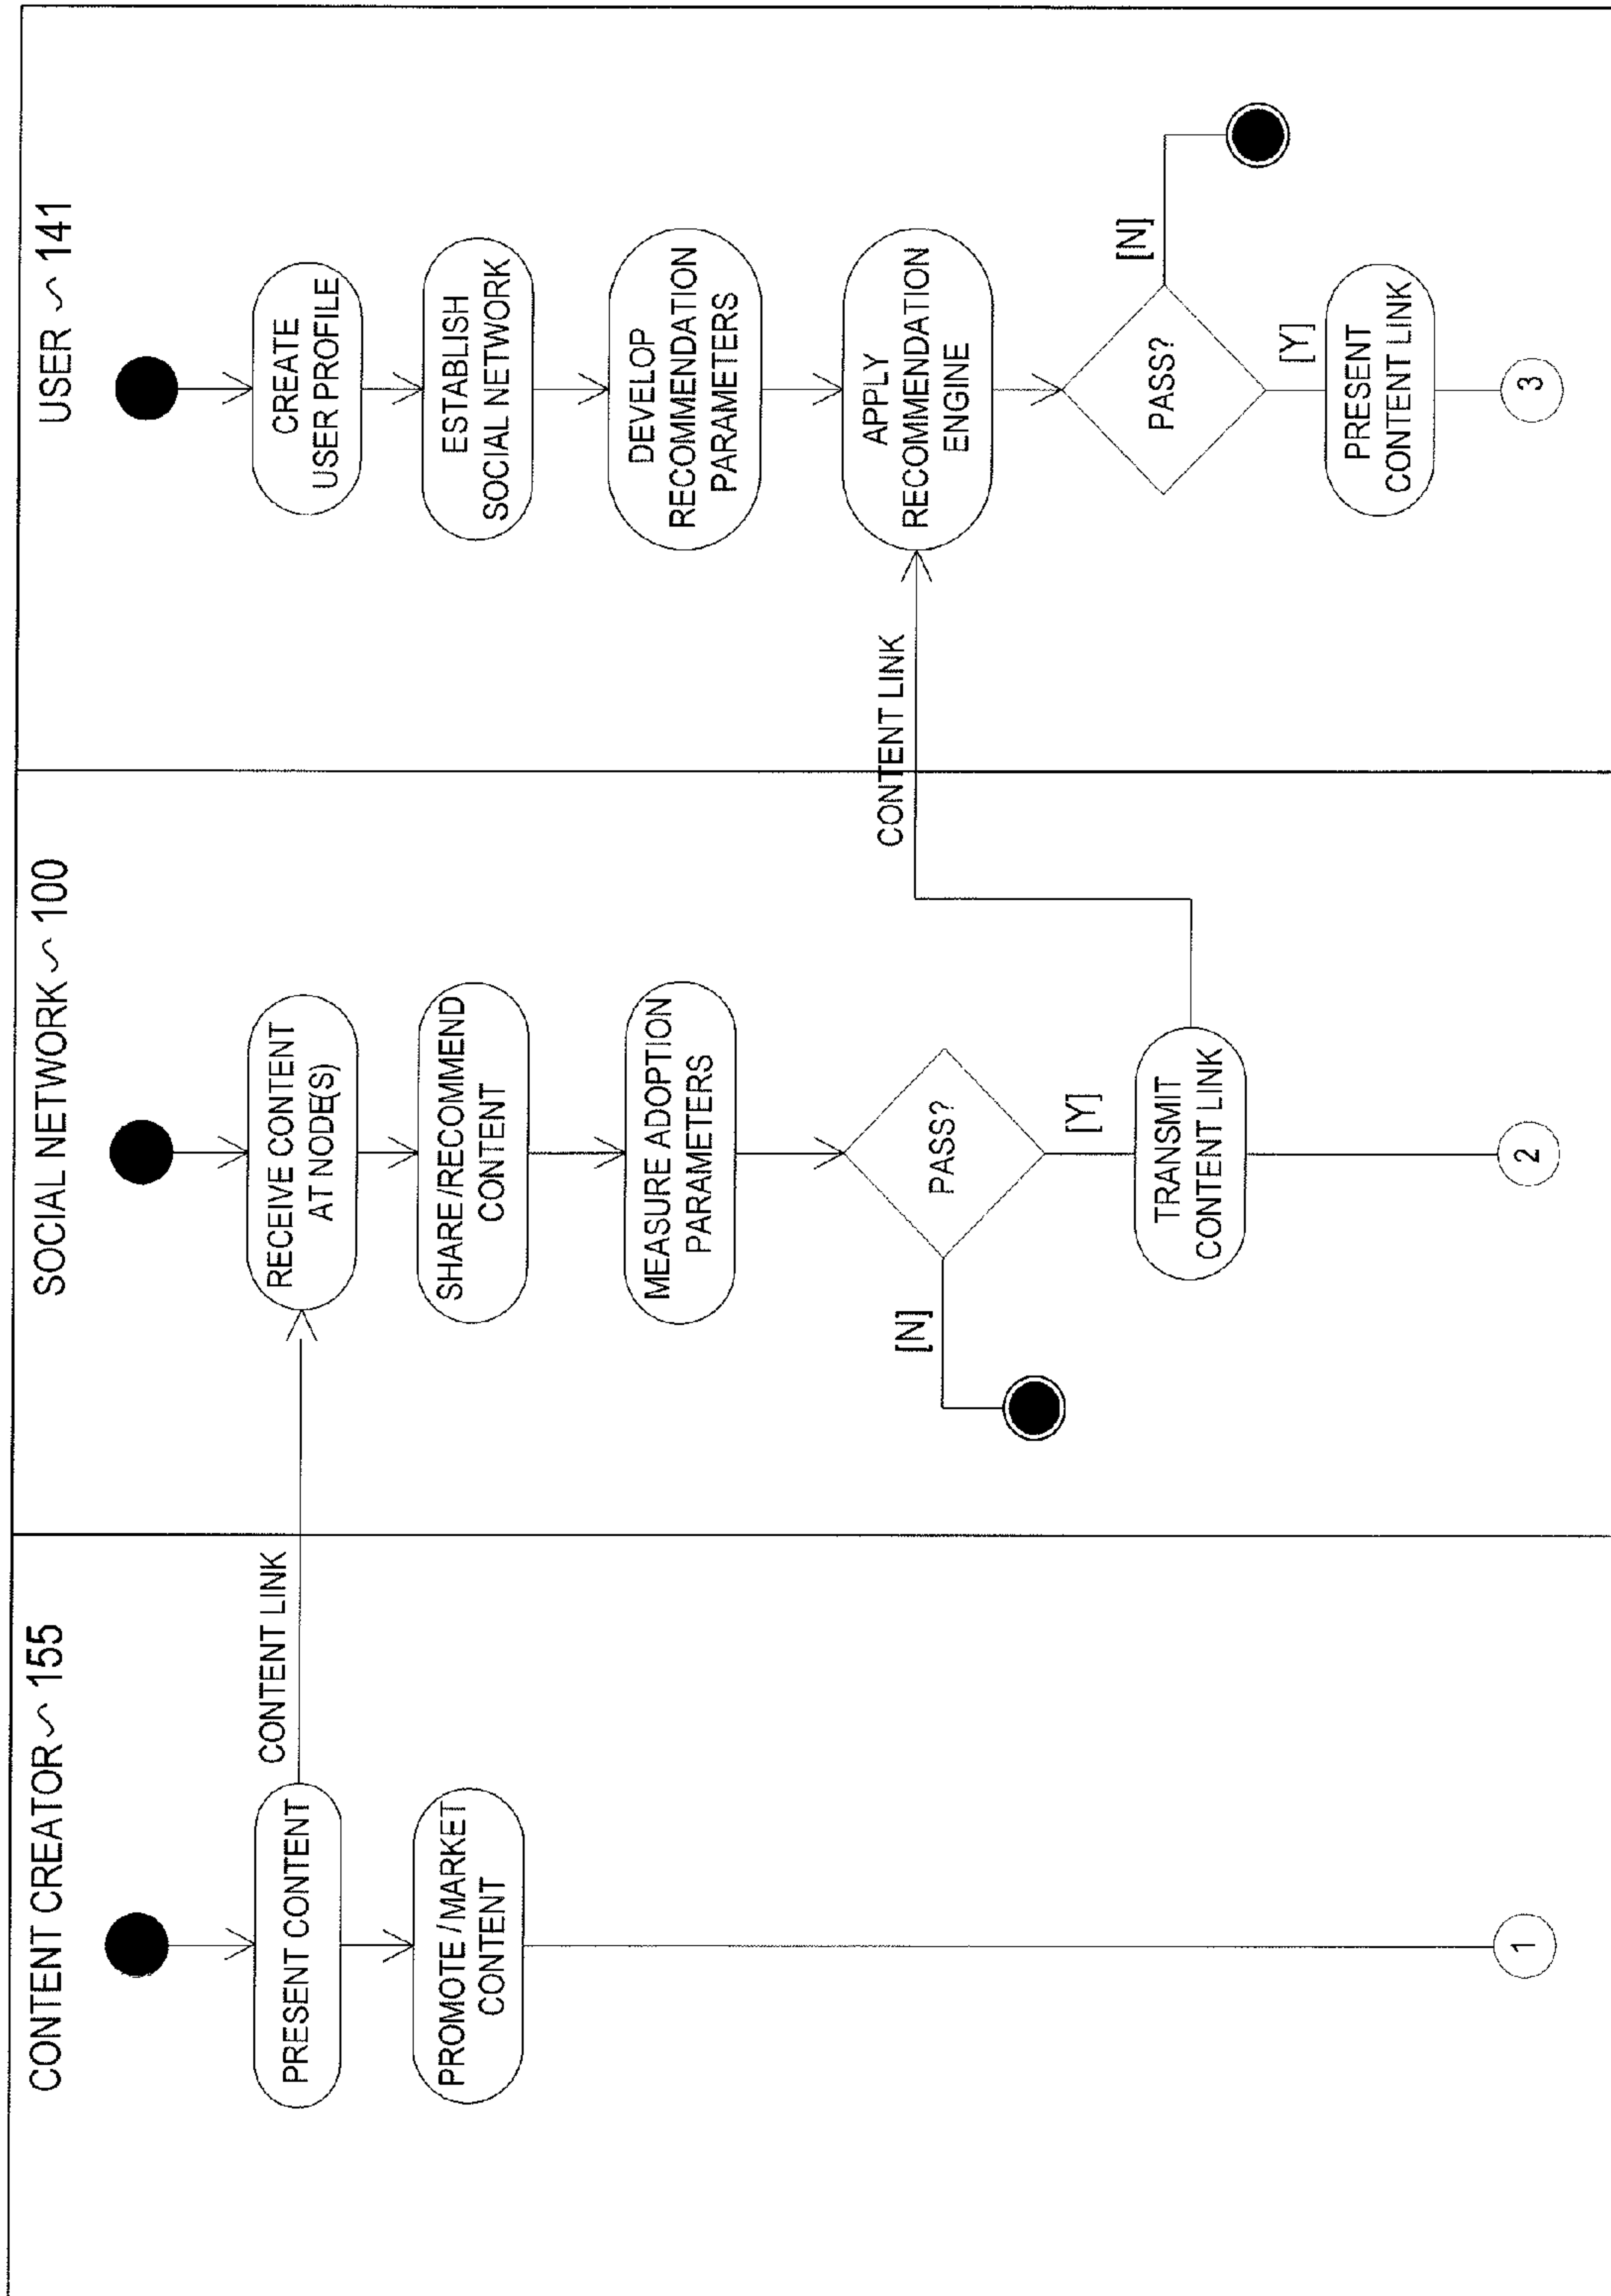 CONTENT CREATOR ~ 155
PRESENT CONTENT
CONTENT LINK
PROMOTE/MARKET
CONTENT
1
SOCIAL NETWORK ~ 100
RECEIVE CONTENT
AT NODE(S)
SHARE/RECOMMEND
CONTENT
MEASURE ADOPTION
PARAMETERS
PASS?
[N]
[Y]
TRANSMIT
CONTENT LINK
CONTENT LINK
2
USER ~ 141
CREATE
USER PROFILE
ESTABLISH
SOCIAL NETWORK
DEVELOP
RECOMMENDATION
PARAMETERS
APPLY
RECOMMENDATION
ENGINE
PASS?
[N]
[Y]
PRESENT
CONTENT LINK
3